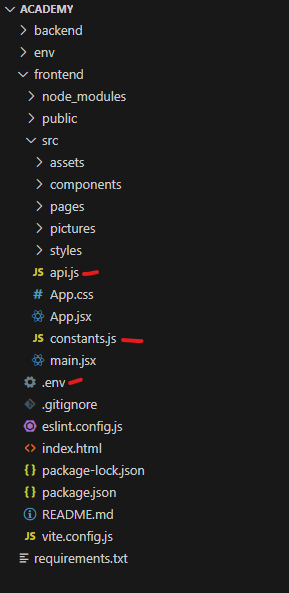 ACADEMY
backend
env
frontend
node_modules
public
src
assets
components
pages
pictures
styles
JS api.js
# App.css
App.jsx
JS constants.js
main.jsx
.env
.gitignore
eslint.config.js
<> index.html
{} package-lock.json
{} package.json
README.md
vite.config.js
requirements.txt